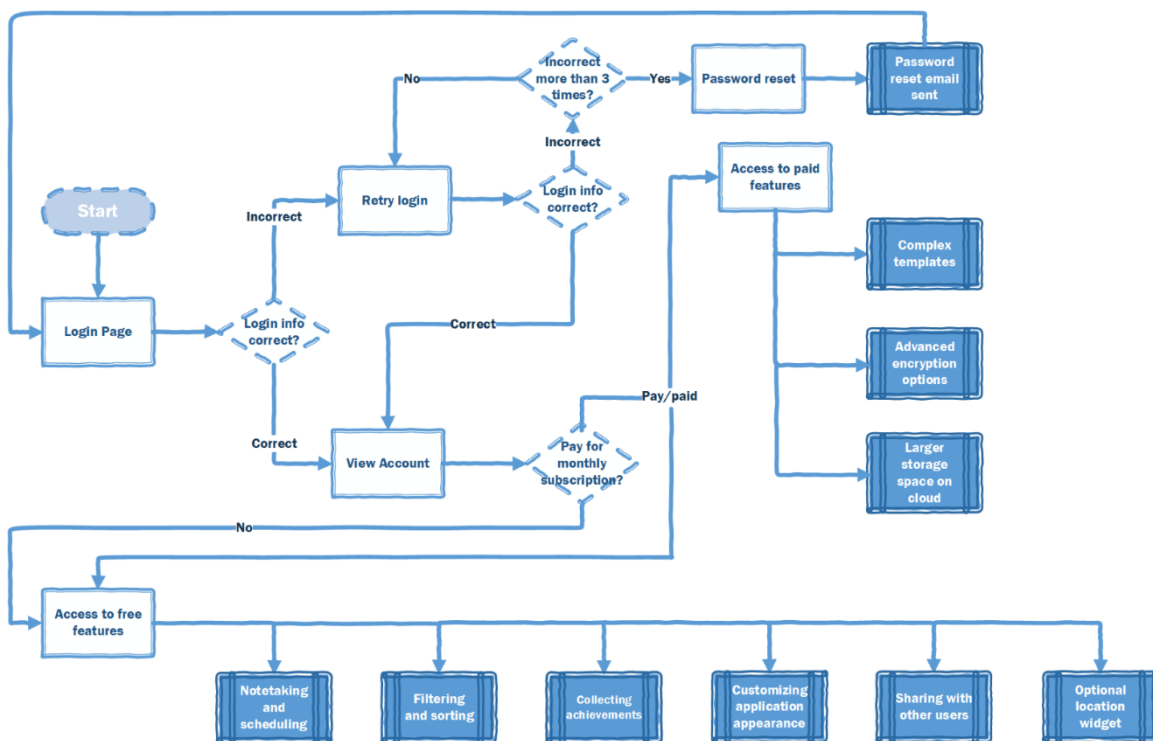 Incorrect
more than 3
times?
No
Yes
Password reset
Password
reset email
sent
Incorrect
Access to paid
features
Start
Retry login
Login info
correct?
Incorrect
Complex
templates
Login Page
Login info
correct?
Correct
Advanced
encryption
options
Pay/paid
Correct
View Account
Pay for
monthly
subscription?
Larger
storage
space on
cloud
No
Access to free
features
Notetaking
and
scheduling
Filtering
and sorting
Collecting
achievements
Customizing
application
appearance
Sharing with
other users
Optional
location
widget